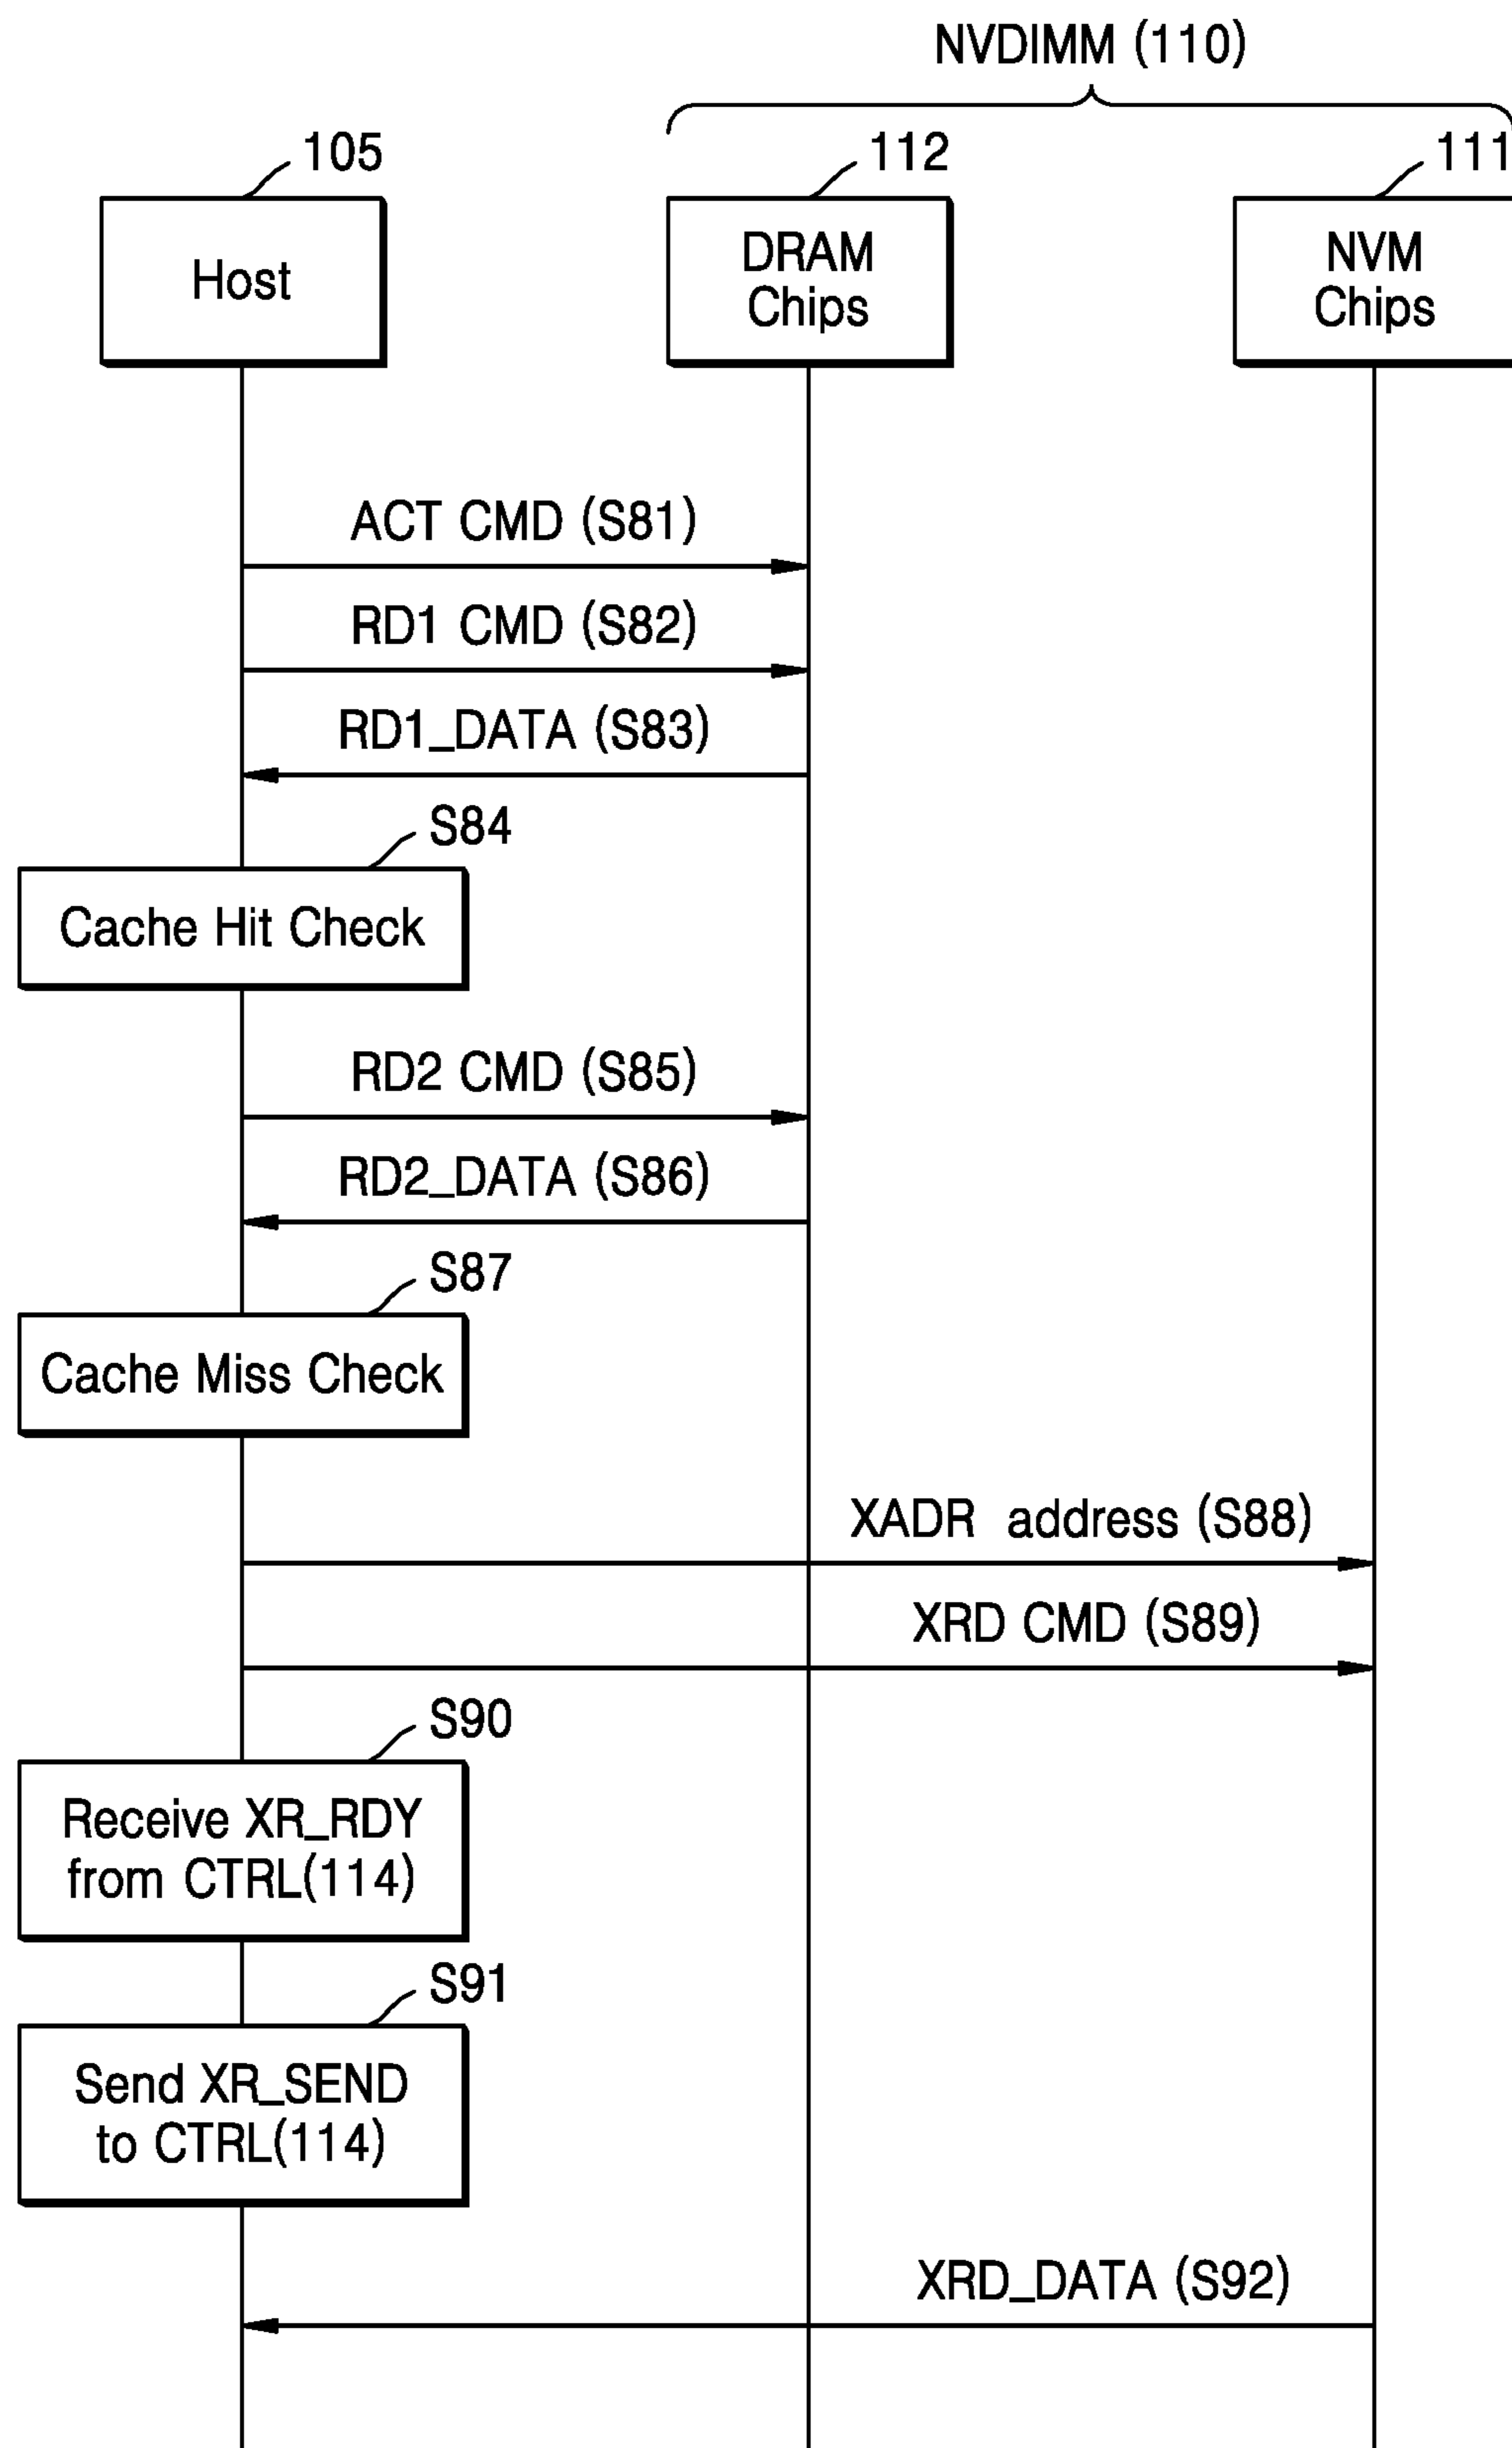 NVDIMM (110)
105
112
111
Host
DRAM
Chips
NVM
Chips
ACT CMD (S81)
RD1 CMD (S82)
RD1_DATA (S83)
S84
Cache Hit Check
RD2 CMD (S85)
RD2_DATA (S86)
S87
Cache Miss Check
XADR address (S88)
XRD CMD (S89)
S90
Receive XR_RDY
from CTRL(114)
S91
Send XR_SEND
to CTRL(114)
XRD_DATA (S92)